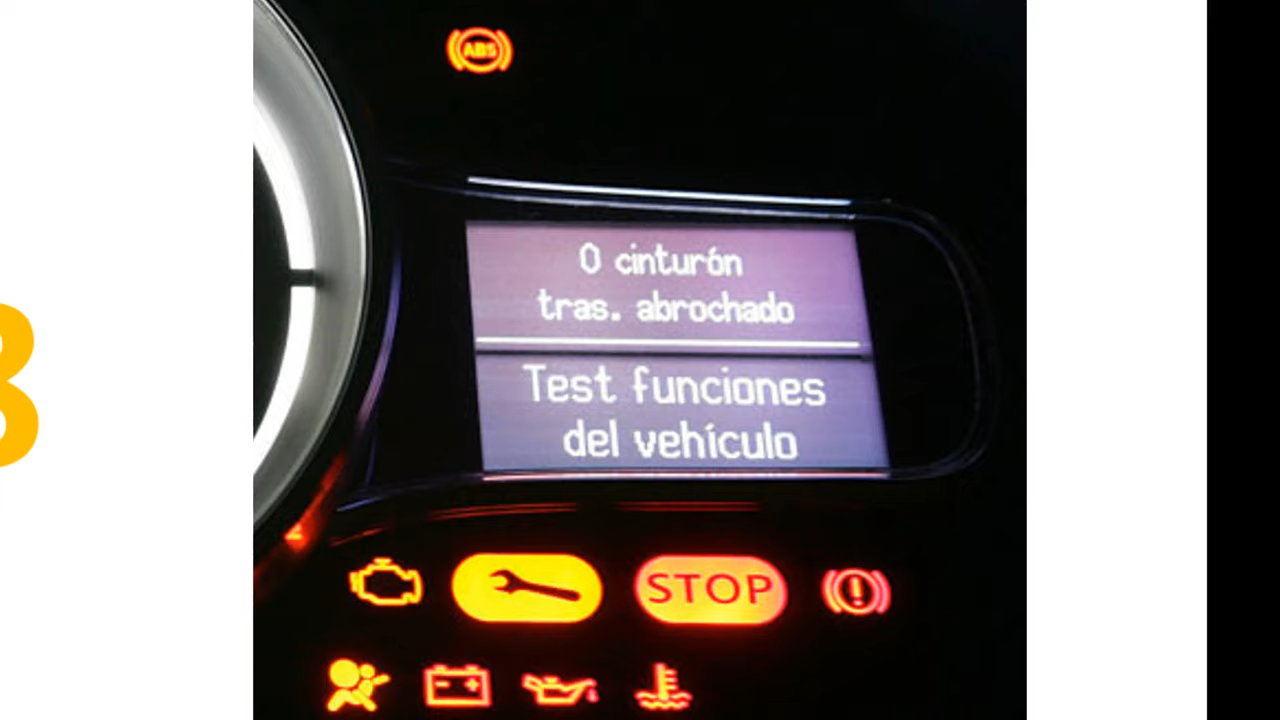 ABS
0 cinturón
tras. abrochado
Test funciones
del vehículo
STOP